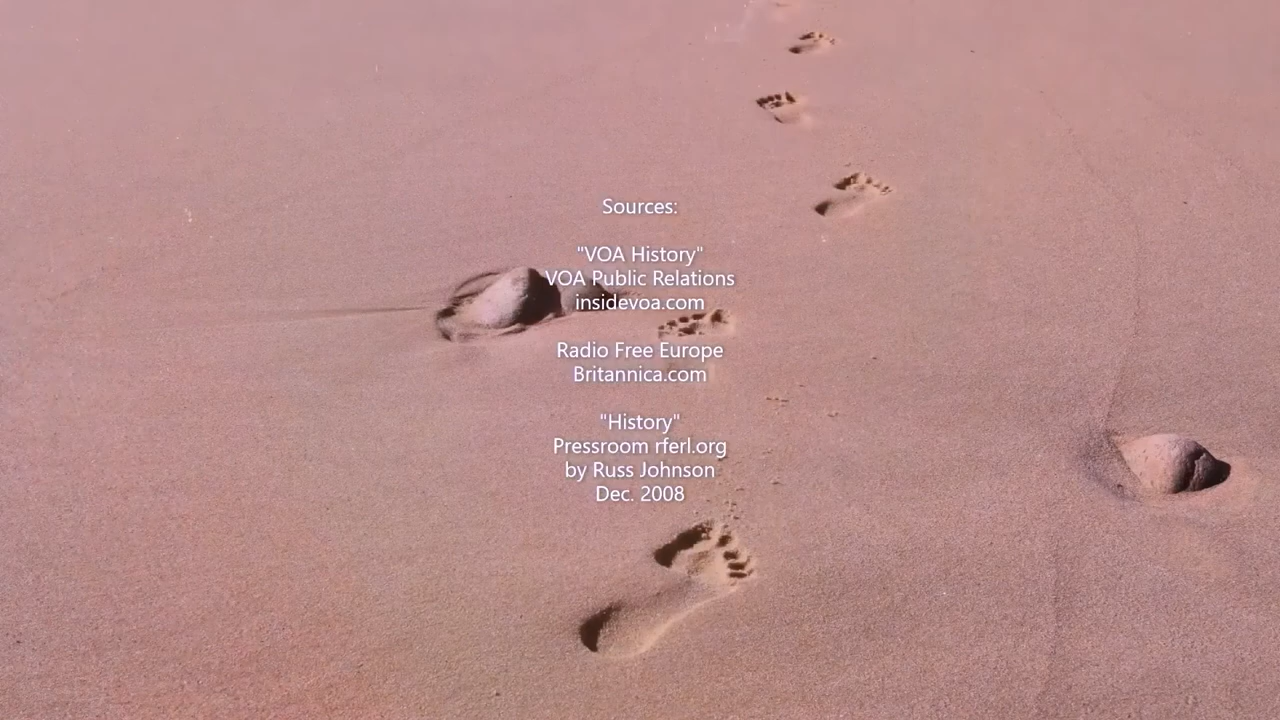 Sources:
"VOA History"
VOA Public Relations
insidevoa.com
Radio Free Europe
Britannica.com
"History"
Pressroom rferl.org
by Russ Johnson
Dec. 2008